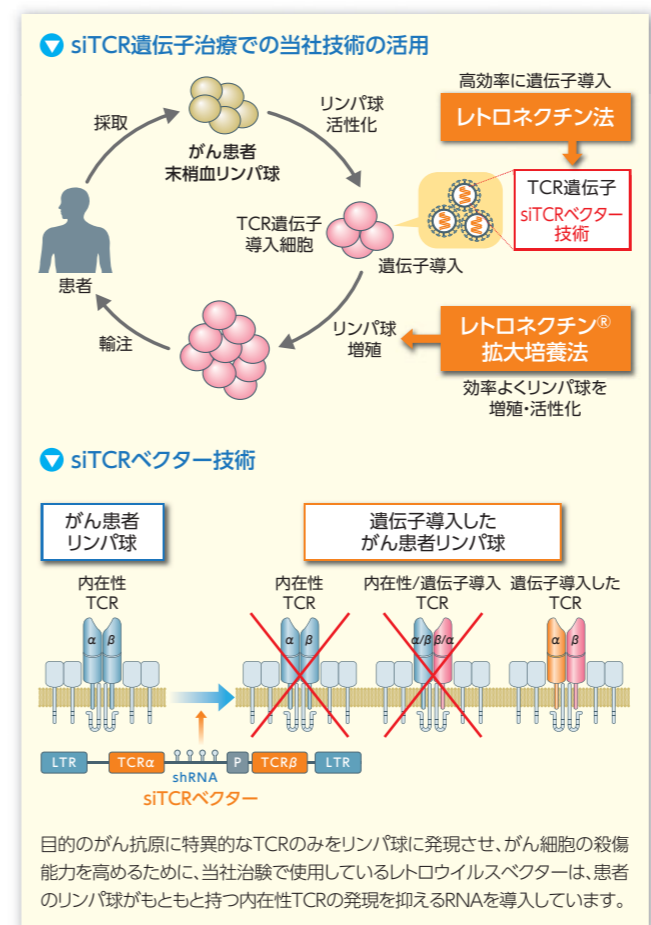 siTCR遺伝子治療での当社技術の活用
高効率に遺伝子導入
レトロネクチン法
採取
がん患者
末梢血リンパ球
リンパ球
活性化
TCR遺伝子
siTCRベクター
技術
TCR遺伝子
導入細胞
遺伝子導入
患者
輸注
リンパ球
増殖
レトロネクチン®
拡大培養法
効率よくリンパ球を
増殖・活性化
siTCRベクター技術
がん患者
リンパ球
遺伝子導入した
がん患者リンパ球
内在性
TCR
内在性
TCR
内在性/遺伝子導入
TCR
遺伝子導入した
TCR
α β
α β
α/β β/α
α β
LTR TCRα shRNA P TCRβ LTR
siTCRベクター
目的のがん抗原に特異的なTCRのみをリンパ球に発現させ、がん細胞の殺傷
能力を高めるために、当社治験で使用しているレトロウイルスベクターは、患者
のリンパ球がもともと持つ内在性TCRの発現を抑えるRNAを導入しています。